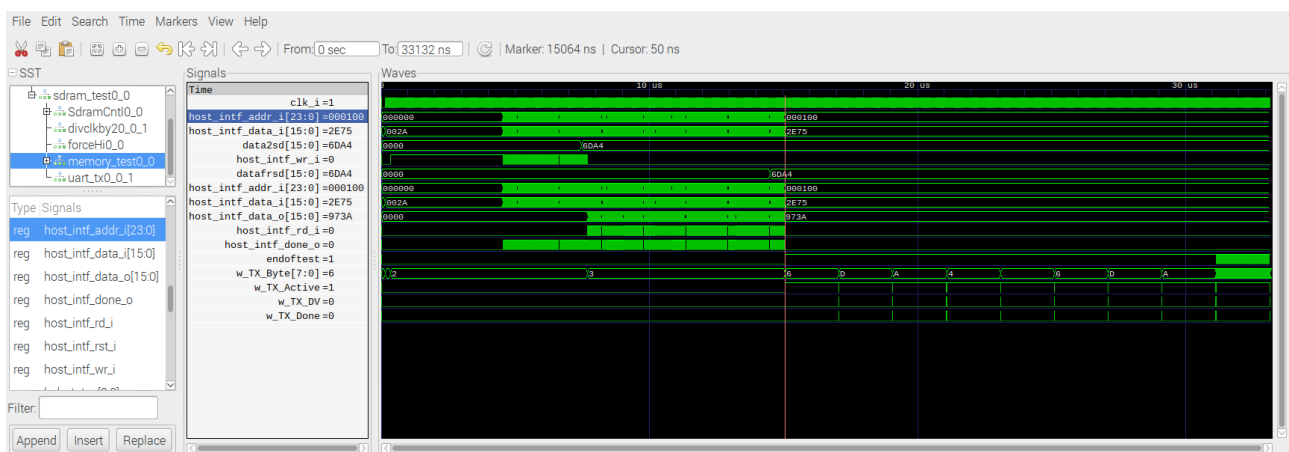 File Edit Search Time Markers View Help
From: 0 sec To: 33132 ns Marker: 15064 ns | Cursor: 50 ns
SST
sdram_test0_0
SdramCntl0_0
divclkby20_0_1
forceHi0_0
memory_test0_0
uart_tx0_0_1
Type Signals
reg host_intf_addr_i[23:0]
reg host_intf_data_i[15:0]
reg host_intf_data_o[15:0]
reg host_intf_done_o
reg host_intf_rd_i
reg host_intf_rst_i
reg host_intf_wr_i
Filter:
Append Insert Replace
Signals
Time
clk_i=1
host_intf_addr_i[23:0]=000100
host_intf_data_i[15:0]=2E75
data2sd[15:0]=6DA4
host_intf_wr_i=0
datafrsd[15:0]=6DA4
host_intf_addr_i[23:0]=000100
host_intf_data_i[15:0]=2E75
host_intf_data_o[15:0]=973A
host_intf_rd_i=0
host_intf_done_o=0
endoftest=1
w_TX_Byte[7:0]=6
w_TX_Active=1
w_TX_DV=0
w_TX_Done=0
Waves
10 us 20 us 30 us
000000 000100
002A 2E75
0000 6DA4
0000 6DA4
000000 000100
002A 2E75
0000 973A
2 3 6 D A 4 6 D A